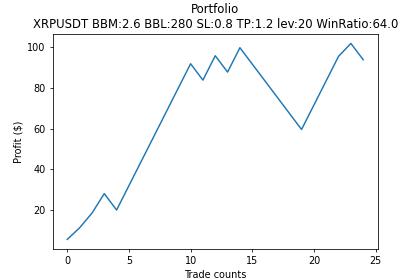 Portfolio
XRPUSDT BBM:2.6 BBL:280 SL:0.8 TP:1.2 lev:20 WinRatio:64.0
100
80
60
40
20
Profit ($)
0 5 10 15 20 25
Trade counts